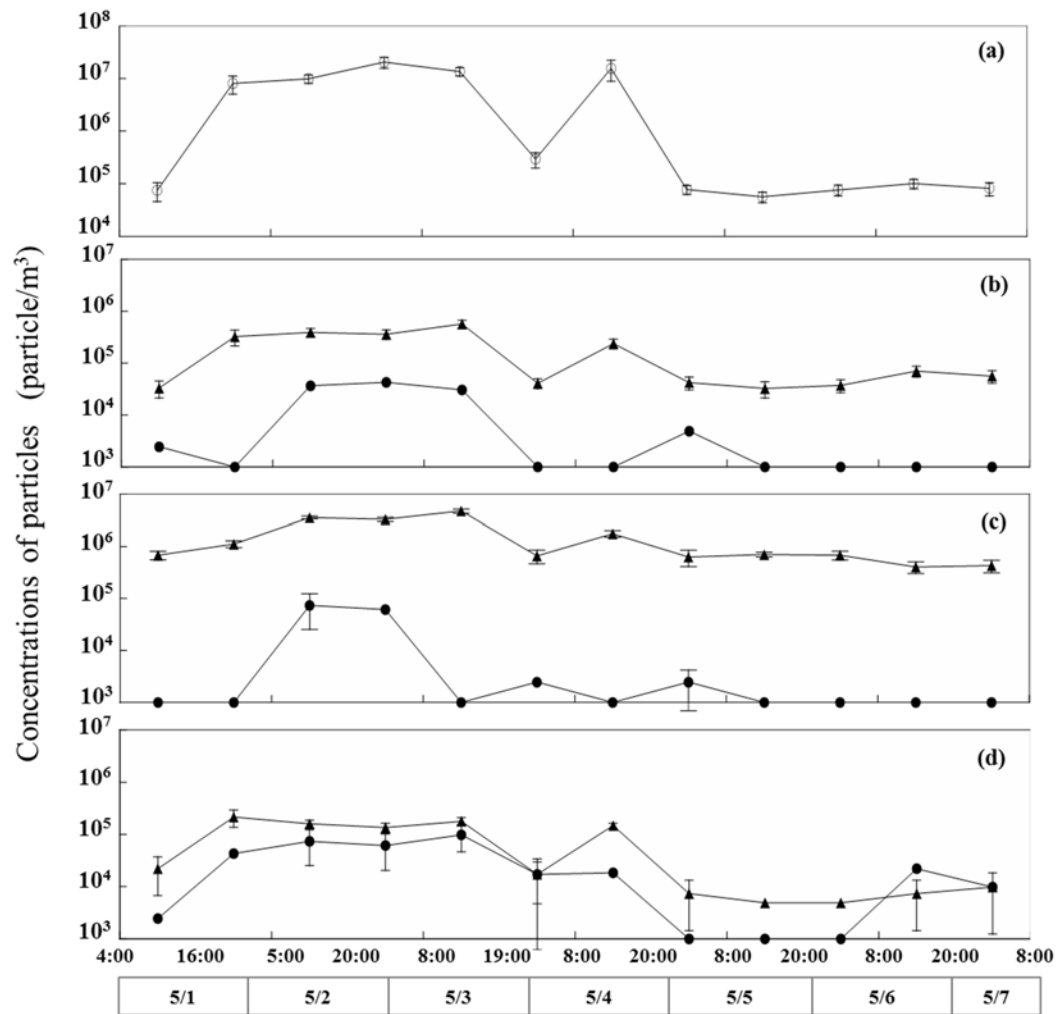 Concentrations of particles (particle/m³)
10⁸
(a)
10⁷
10⁶
10⁵
10⁴
10⁷
(b)
10⁶
10⁵
10⁴
10³
10⁷
(c)
10⁶
10⁵
10⁴
10³
10⁷
(d)
10⁶
10⁵
10⁴
10³
4:00 16:00 5:00 20:00 8:00 19:00 8:00 20:00 8:00 20:00 8:00 20:00 8:00
5/1 5/2 5/3 5/4 5/5 5/6 5/7